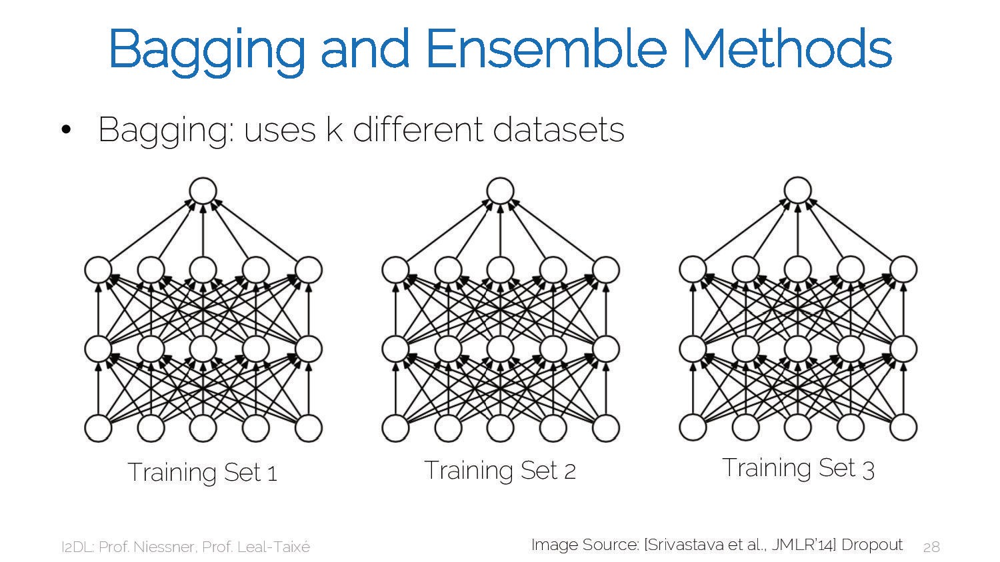 Bagging and Ensemble Methods
• Bagging: uses k different datasets
Training Set 1
Training Set 2
Training Set 3
I2DL: Prof. Niessner, Prof. Leal-Taixé
Image Source: [Srivastava et al., JMLR'14] Dropout
28